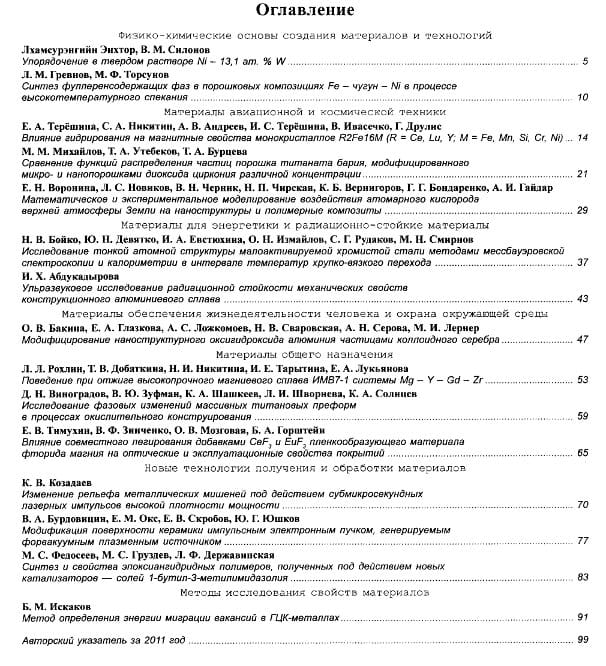 Оглавление
Физико-химические основы создания материалов и технологий
Лхамсурэнгийн Энхтор, В. М. Силонов
Упорядочение в твердом растворе Ni – 13,1 ат. % W ... 5
Л. М. Гревнов, М. Ф. Торсунов
Синтез фуллеренсодержащих фаз в порошковых композициях Fe – чугун – Ni в процессе
высокотемпературного спекания ... 10
Материалы авиационной и космической техники
Е. А. Терёшина, С. А. Никитин, А. В. Андреев, И. С. Терёшина, В. Ивасечко, Г. Друлис
Влияние гидрирования на магнитные свойства монокристаллов R2Fe16M (R = Ce, Lu, Y; M = Fe, Mn, Si, Cr, Ni) ... 14
М. М. Михайлов, Т. А. Утебеков, Т. А. Бурцева
Сравнение функций распределения частиц порошка титаната бария, модифицированного
микро- и нанопорошками диоксида циркония различной концентрации ... 21
Е. Н. Воронина, Л. С. Новиков, В. Н. Черник, Н. П. Чирская, К. Б. Вернигоров, Г. Г. Бондаренко, А. И. Гайдар
Математическое и экспериментальное моделирование воздействия атомарного кислорода
верхней атмосферы Земли на наноструктуры и полимерные композиты ... 29
Материалы для энергетики и радиационно-стойкие материалы
Н. В. Бойко, Ю. Н. Девятко, И. А. Евстюхина, О. Н. Измайлов, С. Г. Рудаков, М. Н. Смирнов
Исследование тонкой атомной структуры малоактивируемой хромистой стали методами мессбауэровской
спектроскопии и калориметрии в интервале температур хрупко-вязкого перехода ... 37
И. Х. Абдукадырова
Ультразвуковое исследование радиационной стойкости механических свойств
конструкционного алюминиевого сплава ... 43
Материалы обеспечения жизнедеятельности человека и охрана окружающей среды
О. В. Бакина, Е. А. Глазкова, А. С. Ложкомоев, Н. В. Сваровская, А. Н. Серова, М. И. Лернер
Модифицирование наноструктурного оксигидроксида алюминия частицами коллоидного серебра ... 47
Материалы общего назначения
Л. Л. Рохлин, Т. В. Добаткина, Н. И. Никитина, И. Е. Тарытина, Е. А. Лукьянова
Поведение при отжиге высокопрочного магниевого сплава ИМВ7-1 системы Mg – Y – Gd – Zr ... 53
Д. Н. Виноградов, В. Ю. Зуфман, К. А. Шашкеев, Л. И. Шворнева, К. А. Солнцев
Исследование фазовых изменений массивных титановых преформ
в процессах окислительного конструирования ... 59
Е. В. Тимухин, В. Ф. Зинченко, О. В. Мозговая, Б. А. Горштейн
Влияние совместного легирования добавками CeF3 и EuF3 пленкообразующего материала
фторида магния на оптические и эксплуатационные свойства покрытий ... 65
Новые технологии получения и обработки материалов
К. В. Козадаев
Изменение рельефа металлических мишеней под действием субмикросекундных
лазерных импульсов высокой плотности мощности ... 70
В. А. Бурдовицин, Е. М. Окс, Е. В. Скробов, Ю. Г. Юшков
Модификация поверхности керамики импульсным электронным пучком, генерируемым
форвакуумным плазменным источником ... 77
М. С. Федосеев, М. С. Груздев, Л. Ф. Державинская
Синтез и свойства эпоксиангидридных полимеров, полученных под действием новых
катализаторов — солей 1-бутил-3-метилимидазолия ... 83
Методы исследования свойств материалов
Б. М. Искаков
Метод определения энергии миграции вакансий в ГЦК-металлах ... 91
Авторский указатель за 2011 год ... 99